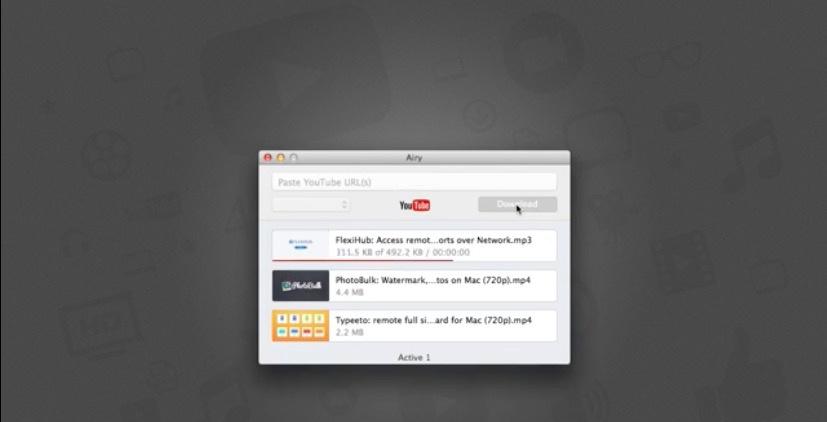 Airy
Paste YouTube URL(s)
YouTube
Download
FlexiHub: Access remot...orts over Network.mp3
311.5 KB of 492.2 KB / 00:00:00
PhotoBulk
PhotoBulk: Watermark,...tos on Mac (720p).mp4
4.4 MB
Typeeto: remote full si...ard for Mac (720p).mp4
2.2 MB
Active 1